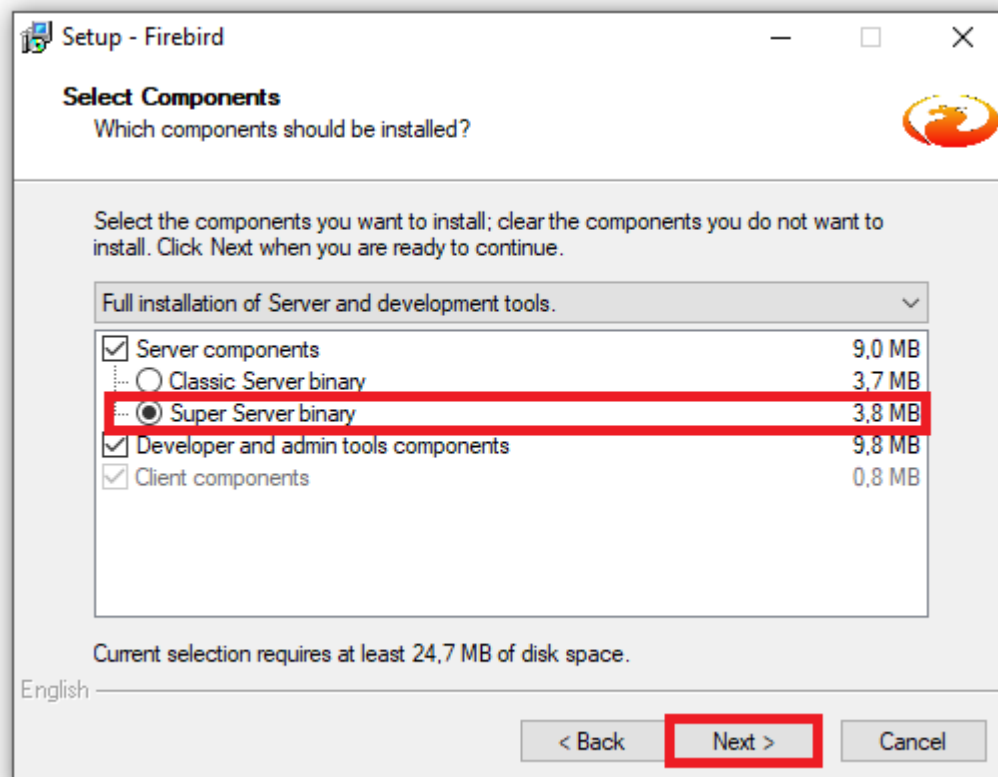 Setup - Firebird
Select Components
Which components should be installed?
Select the components you want to install; clear the components you do not want to
install. Click Next when you are ready to continue.
Full installation of Server and development tools.
Server components 9,0 MB
Classic Server binary 3,7 MB
Super Server binary 3,8 MB
Developer and admin tools components 9,8 MB
Client components 0,8 MB
Current selection requires at least 24,7 MB of disk space.
English
< Back Next > Cancel